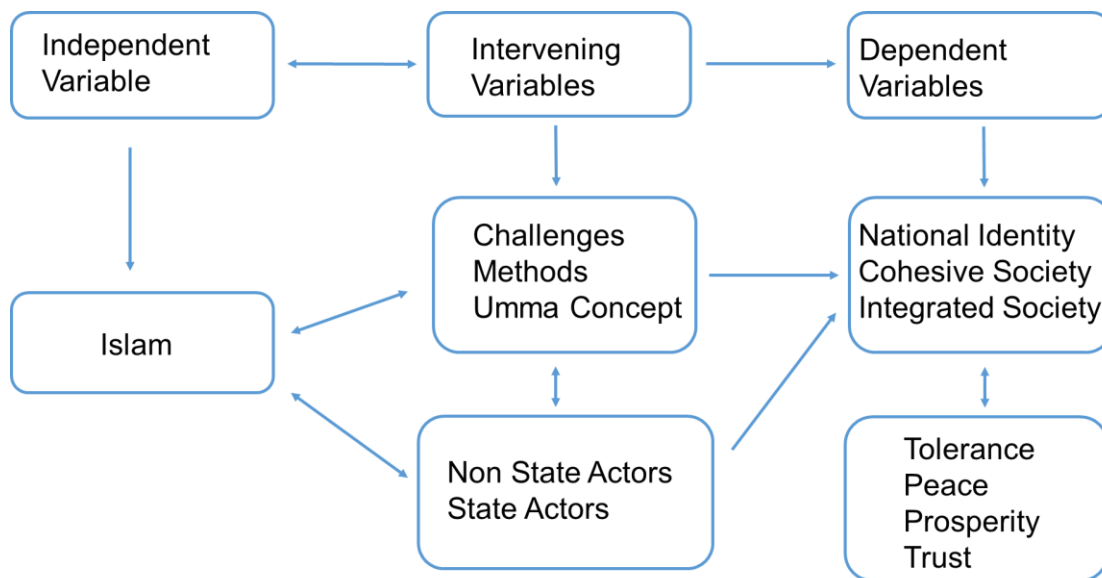 Independent
Variable
Intervening
Variables
Dependent
Variables
Islam
Challenges
Methods
Umma Concept
National Identity
Cohesive Society
Integrated Society
Non State Actors
State Actors
Tolerance
Peace
Prosperity
Trust